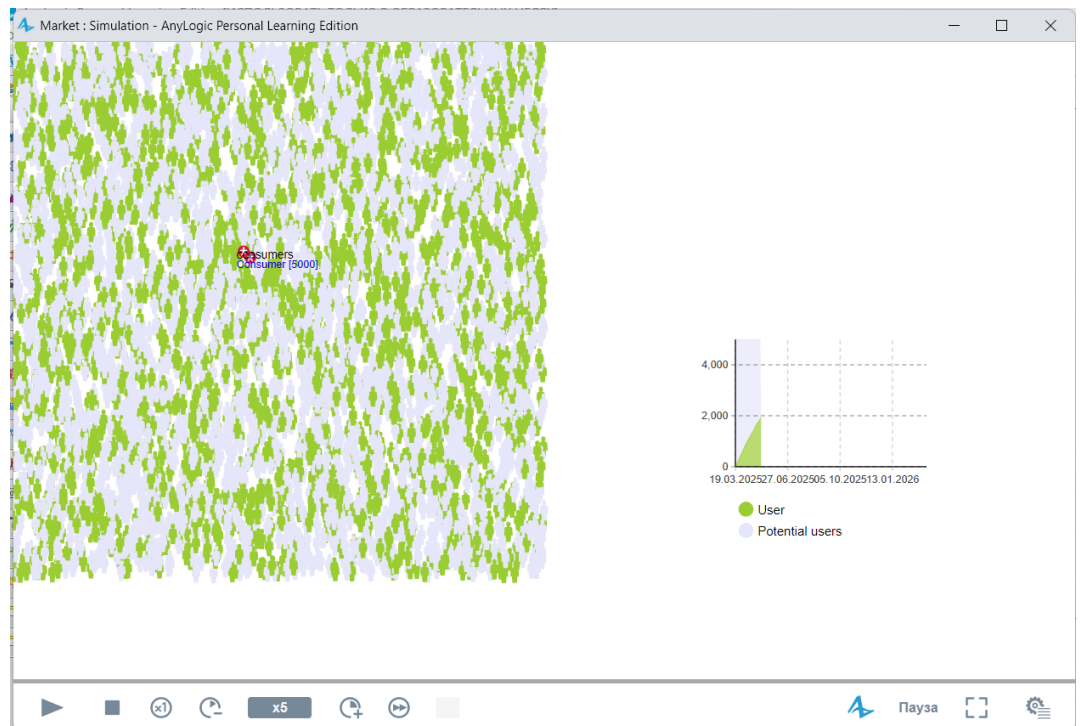 Market : Simulation - AnyLogic Personal Learning Edition
consumers
Consumer [5000]
4,000
2,000
0
19.03.2025 27.06.2025 05.10.2025 13.01.2026
User
Potential users
x1
x5
Пауза